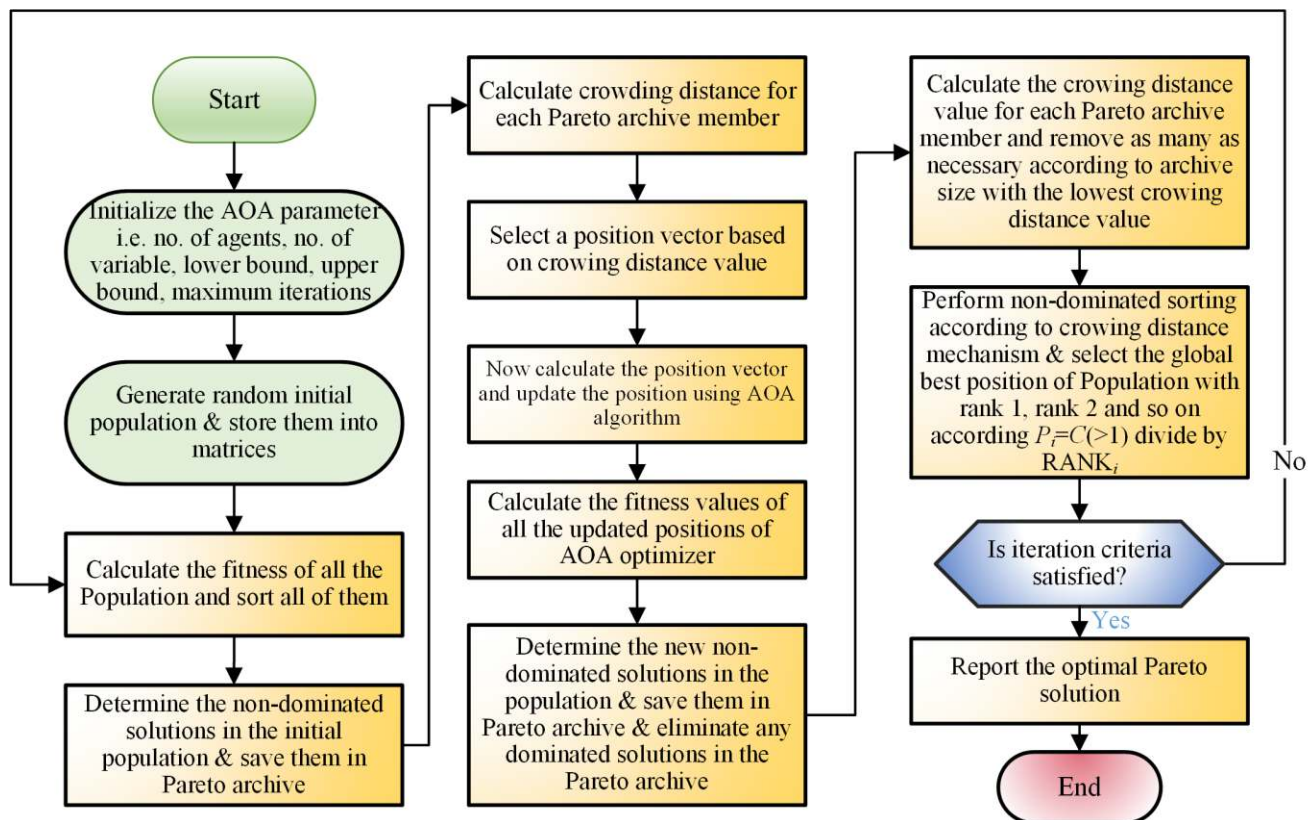 Start
Initialize the AOA parameter
i.e. no. of agents, no. of
variable, lower bound, upper
bound, maximum iterations
Generate random initial
population & store them into
matrices
Calculate the fitness of all the
Population and sort all of them
Determine the non-dominated
solutions in the initial
population & save them in
Pareto archive
Calculate crowding distance for
each Pareto archive member
Select a position vector based
on crowing distance value
Now calculate the position vector
and update the position using AOA
algorithm
Calculate the fitness values of
all the updated positions of
AOA optimizer
Determine the new non-
dominated solutions in the
population & save them in
Pareto archive & eliminate any
dominated solutions in the
Pareto archive
Calculate the crowing distance
value for each Pareto archive
member and remove as many as
necessary according to archive
size with the lowest crowing
distance value
Perform non-dominated sorting
according to crowing distance
mechanism & select the global
best position of Population with
rank 1, rank 2 and so on
according Pi=C(>1) divide by
RANKi
Is iteration criteria
satisfied?
No
Yes
Report the optimal Pareto
solution
End